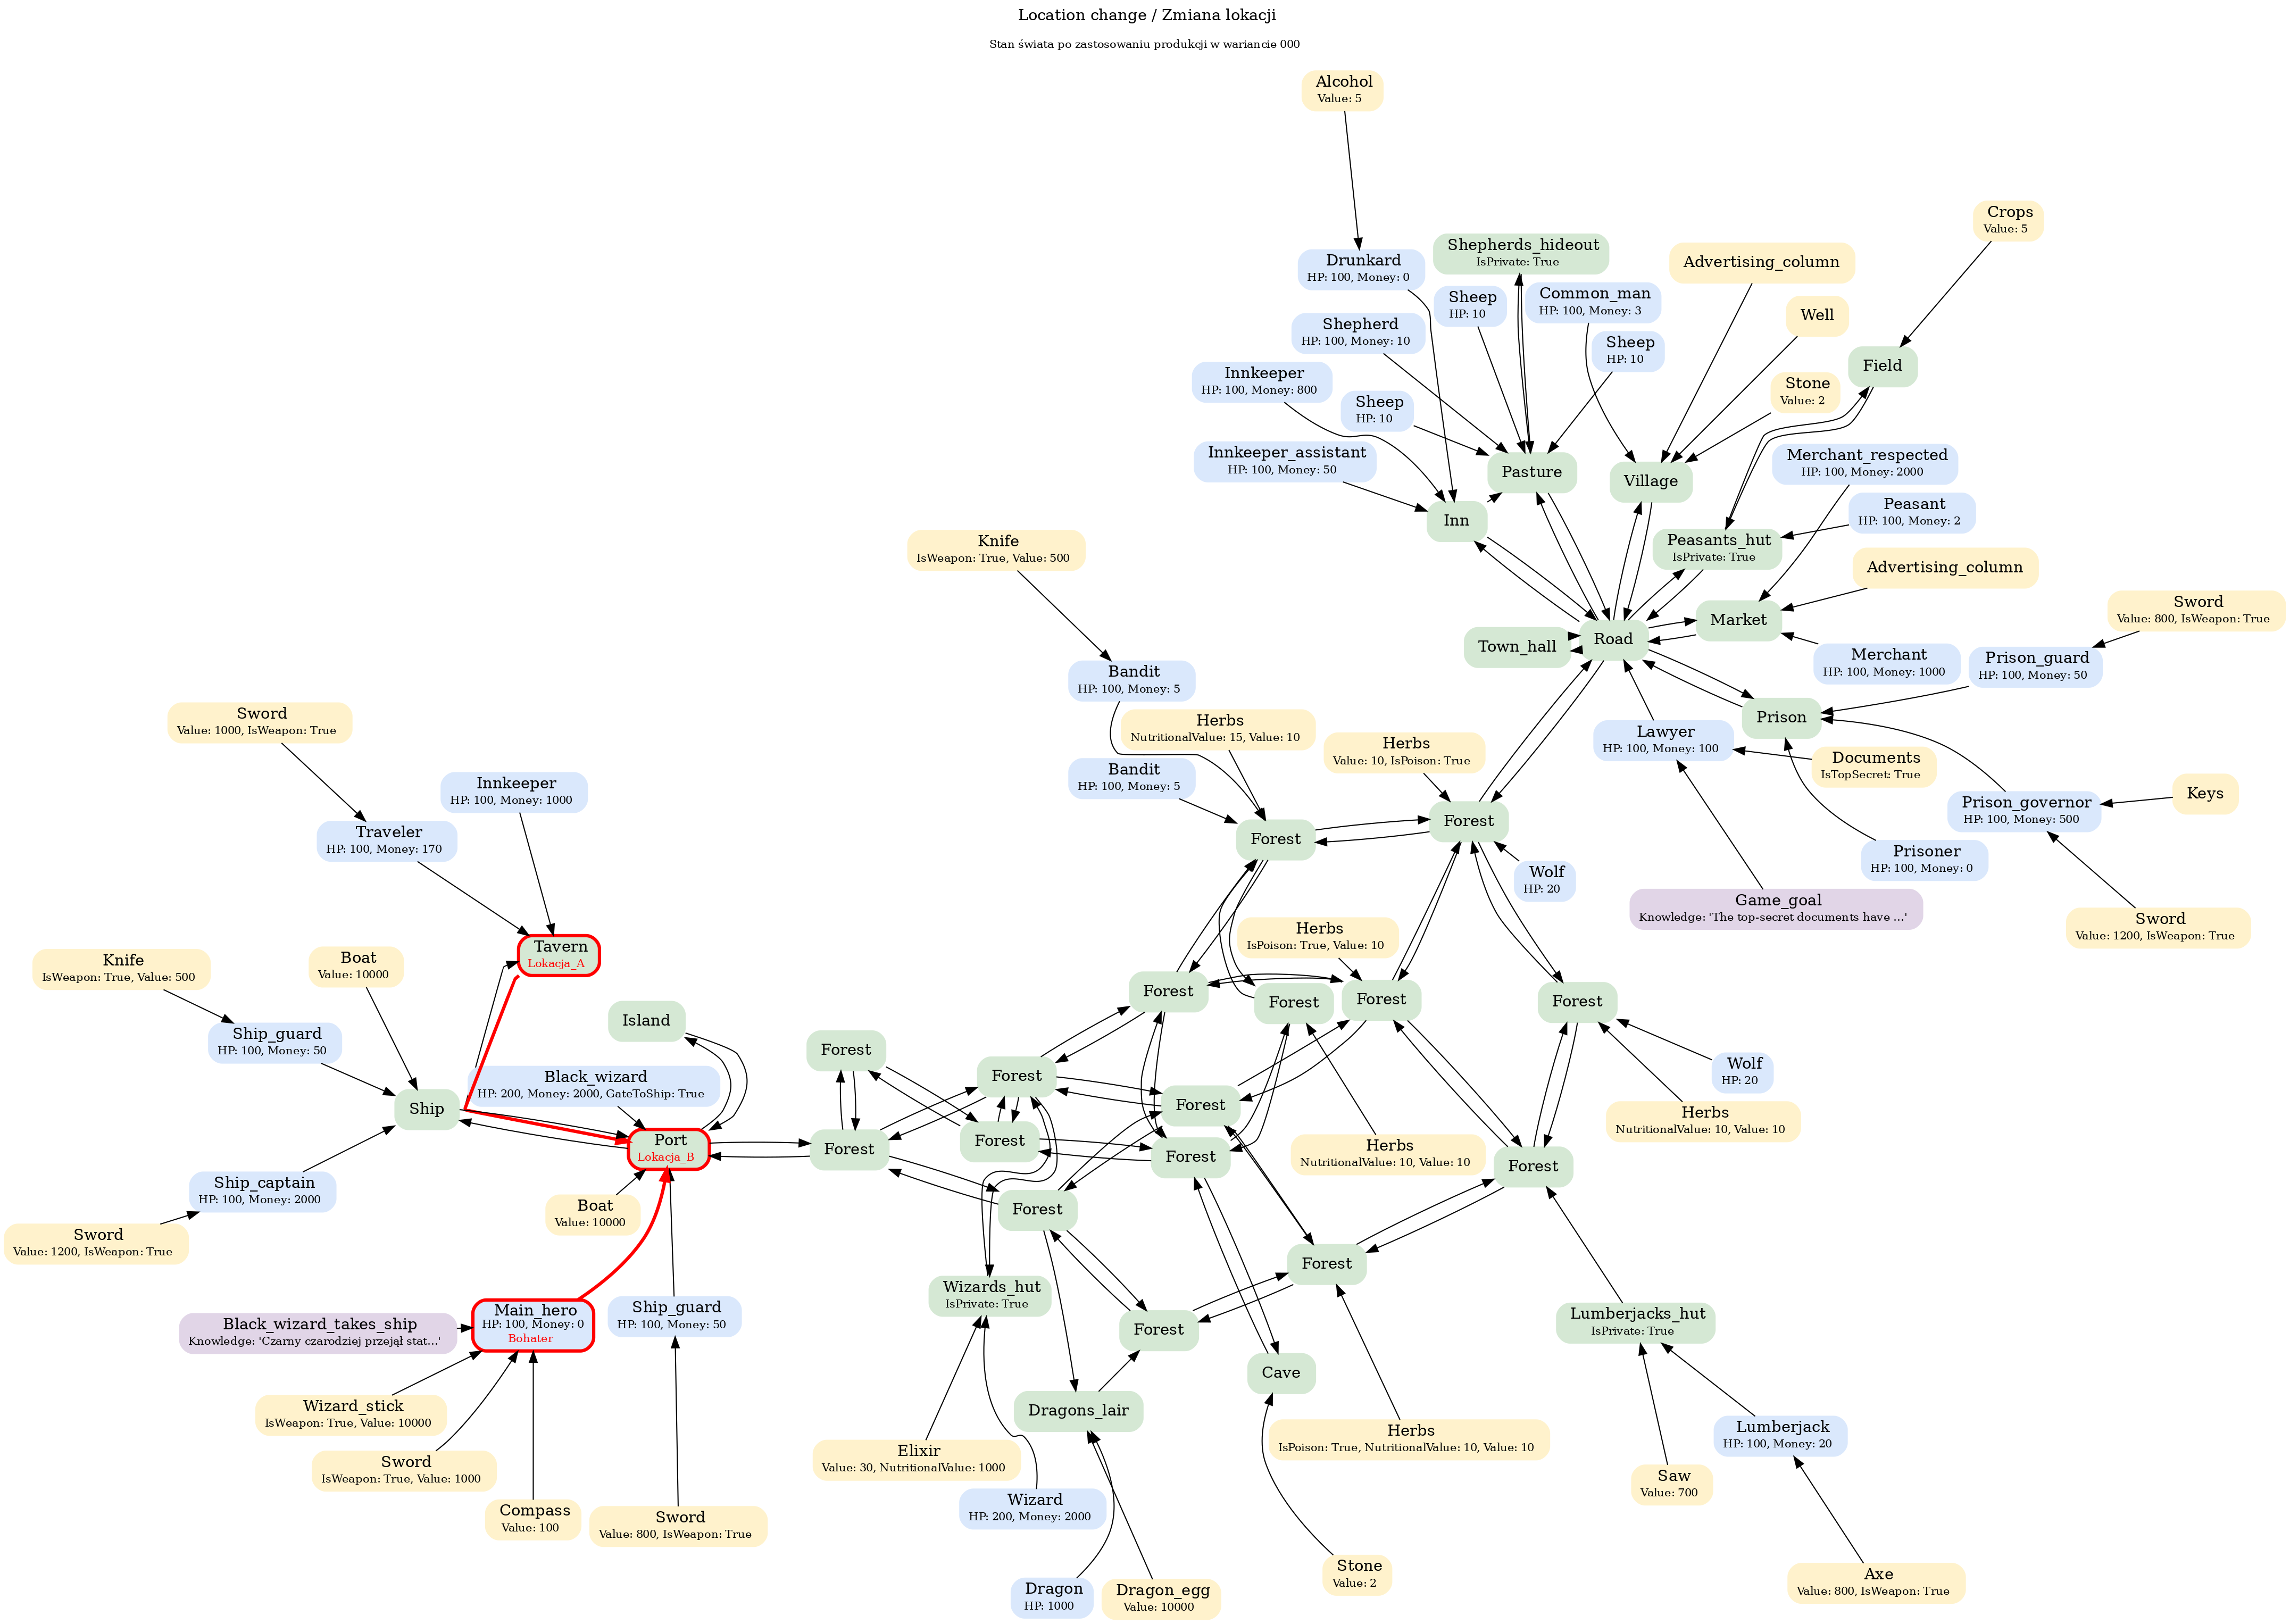 Location change / Zmiana lokacji
Stan świata po zastosowaniu produkcji w wariancie 000
Alcohol
Value: 5
Crops
Value: 5
Drunkard
HP: 100, Money: 0
Shepherds_hideout
IsPrivate: True
Advertising_column
Sheep
HP: 10
Common_man
HP: 100, Money: 3
Well
Shepherd
HP: 100, Money: 10
Sheep
HP: 10
Field
Innkeeper
HP: 100, Money: 800
Stone
Value: 2
Sheep
HP: 10
Innkeeper_assistant
HP: 100, Money: 50
Pasture
Village
Merchant_respected
HP: 100, Money: 2000
Inn
Peasant
HP: 100, Money: 2
Knife
IsWeapon: True, Value: 500
Peasants_hut
IsPrivate: True
Advertising_column
Sword
Value: 800, IsWeapon: True
Market
Town_hall
Road
Merchant
HP: 100, Money: 1000
Prison_guard
HP: 100, Money: 50
Bandit
HP: 100, Money: 5
Sword
Value: 1000, IsWeapon: True
Herbs
NutritionalValue: 15, Value: 10
Prison
Herbs
Value: 10, IsPoison: True
Lawyer
HP: 100, Money: 100
Documents
IsTopSecret: True
Innkeeper
HP: 100, Money: 1000
Bandit
HP: 100, Money: 5
Keys
Prison_governor
HP: 100, Money: 500
Traveler
HP: 100, Money: 170
Forest
Forest
Prisoner
HP: 100, Money: 0
Wolf
HP: 20
Game_goal
Knowledge: 'The top-secret documents have ...'
Sword
Value: 1200, IsWeapon: True
Herbs
IsPoison: True, Value: 10
Tavern
Lokacja_A
Knife
IsWeapon: True, Value: 500
Boat
Value: 10000
Forest
Forest
Forest
Forest
Island
Ship_guard
HP: 100, Money: 50
Forest
Forest
Wolf
HP: 20
Black_wizard
HP: 200, Money: 2000, GateToShip: True
Ship
Forest
Herbs
NutritionalValue: 10, Value: 10
Port
Lokacja_B
Forest
Forest
Forest
Herbs
NutritionalValue: 10, Value: 10
Forest
Ship_captain
HP: 100, Money: 2000
Boat
Value: 10000
Forest
Sword
Value: 1200, IsWeapon: True
Forest
Wizards_hut
IsPrivate: True
Main_hero
HP: 100, Money: 0
Bohater
Ship_guard
HP: 100, Money: 50
Lumberjacks_hut
IsPrivate: True
Black_wizard_takes_ship
Knowledge: 'Czarny czarodziej przejął stat...'
Forest
Cave
Wizard_stick
IsWeapon: True, Value: 10000
Dragons_lair
Herbs
IsPoison: True, NutritionalValue: 10, Value: 10
Lumberjack
HP: 100, Money: 20
Elixir
Value: 30, NutritionalValue: 1000
Sword
IsWeapon: True, Value: 1000
Saw
Value: 700
Wizard
HP: 200, Money: 2000
Compass
Value: 100
Sword
Value: 800, IsWeapon: True
Stone
Value: 2
Axe
Value: 800, IsWeapon: True
Dragon
HP: 1000
Dragon_egg
Value: 10000